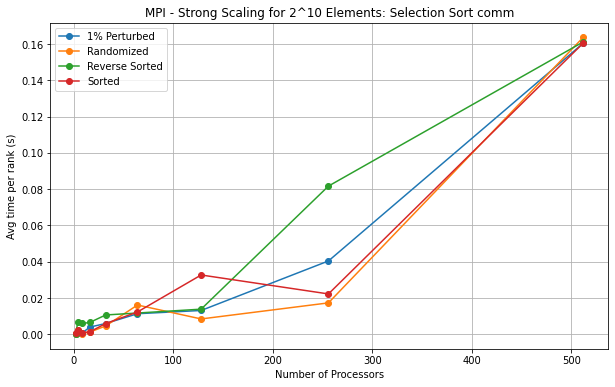 MPI - Strong Scaling for 2^10 Elements: Selection Sort comm
1% Perturbed
Randomized
Reverse Sorted
Sorted
Avg time per rank (s)
0.16
0.14
0.12
0.10
0.08
0.06
0.04
0.02
0.00
0
100
200
300
400
500
Number of Processors